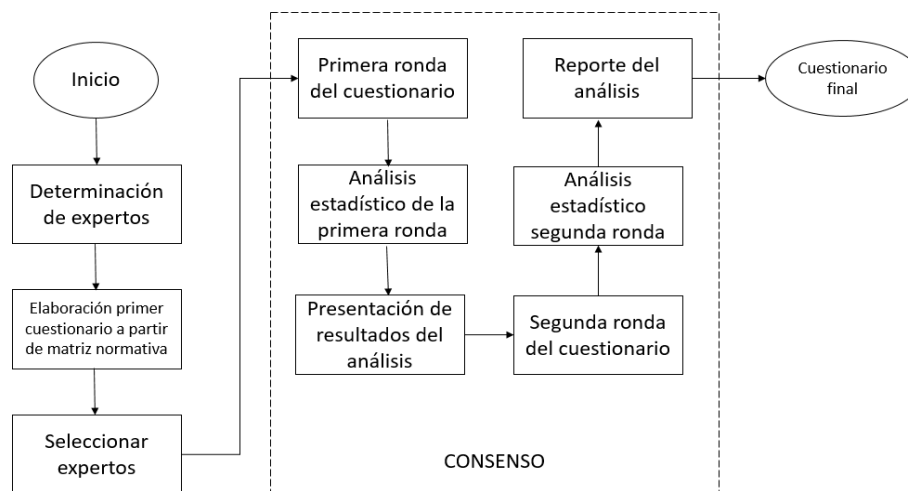 Inicio
Determinación
de expertos
Elaboración primer
cuestionario a partir
de matriz normativa
Seleccionar
expertos
Primera ronda
del cuestionario
Análisis
estadístico de la
primera ronda
Presentación de
resultados del
análisis
Segunda ronda
del cuestionario
Análisis
estadístico
segunda ronda
Reporte del
análisis
CONSENSO
Cuestionario
final